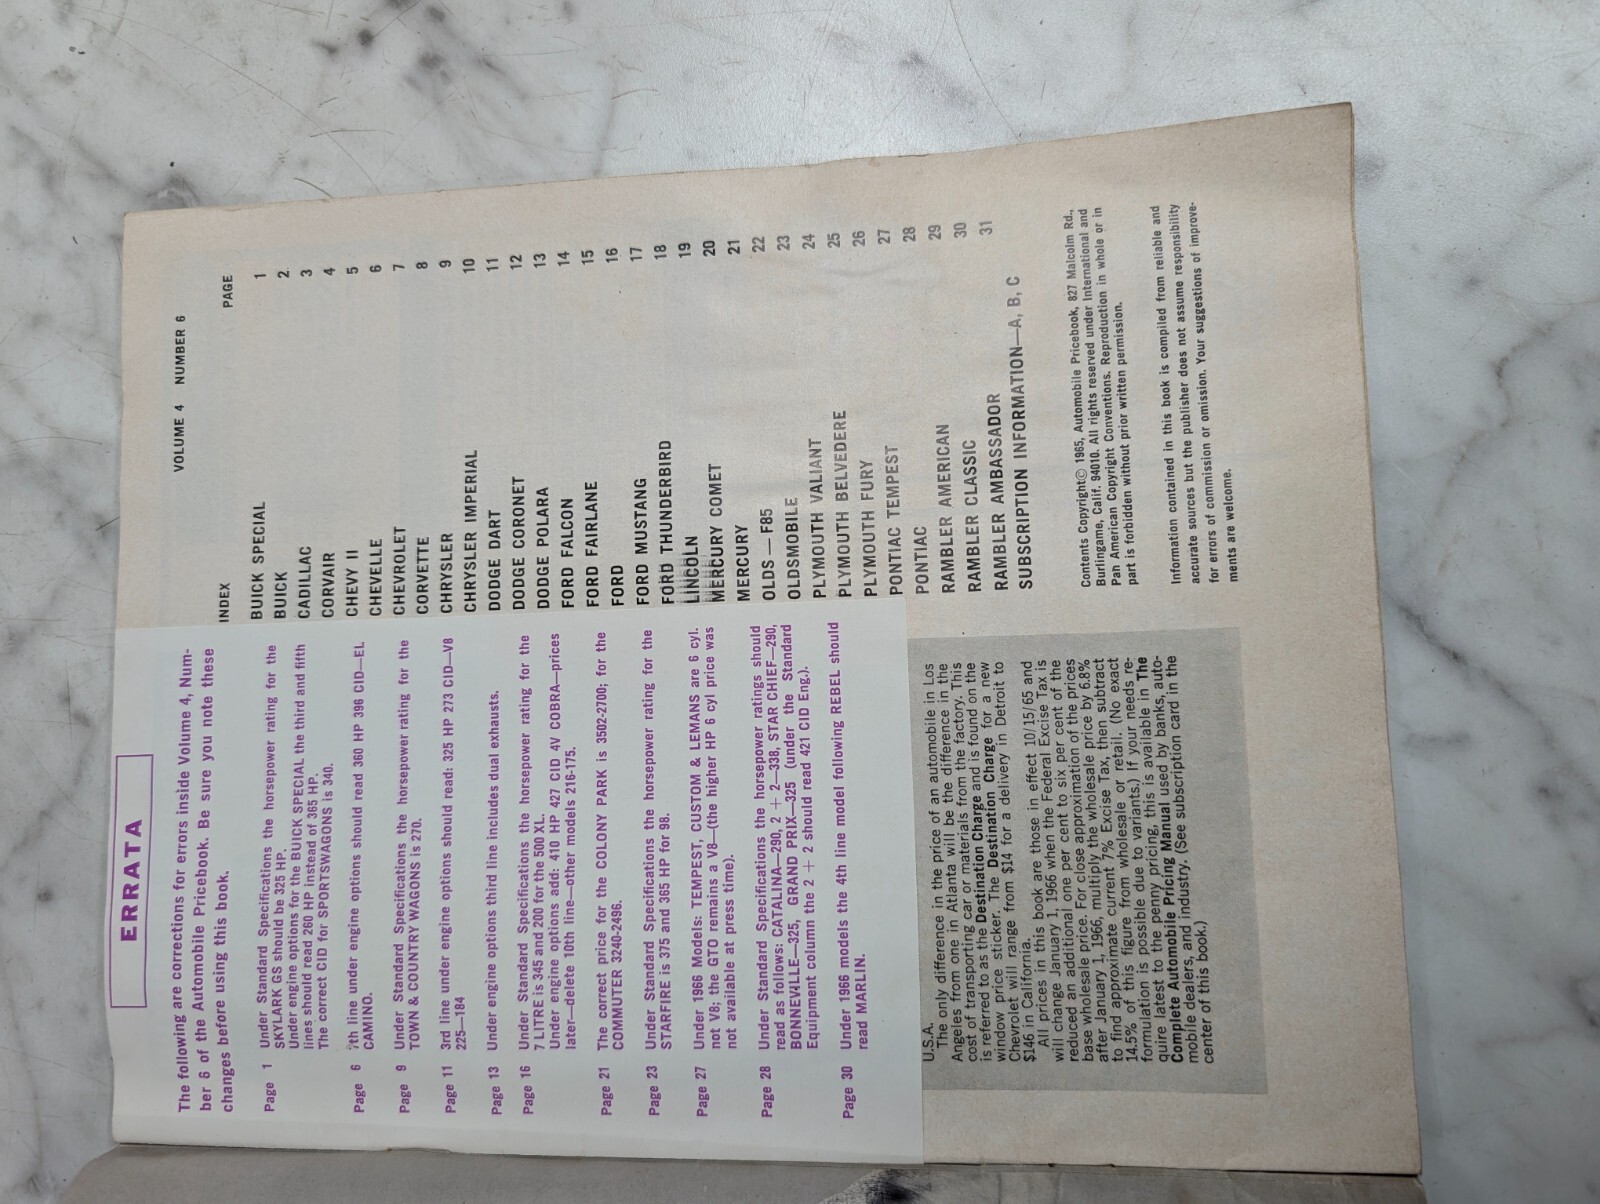 ERRATA
The following are corrections for errors inside Volume 4, Num-
ber 6 of the Automobile Pricebook. Be sure you note these
changes before using this book.
Page 1 Under Standard Specifications the horsepower rating for the
SKYLARK GS should be 325 HP.
Under engine options for the BUICK SPECIAL the third and fifth
lines should read 260 HP instead of 365 HP.
The correct CID for SPORTSWAGONS is 340.
Page 6 7th line under engine options should read 360 HP 396 CID—EL
CAMINO.
Page 9 Under Standard Specifications the horsepower rating for the
TOWN & COUNTRY WAGONS is 270.
Page 11 3rd line under engine options should read: 325 HP 273 CID—V8
225—184
Page 13 Under engine options third line includes dual exhausts.
Page 16 Under Standard Specifications the horsepower rating for the
7 LITRE is 345 and 200 for the 500 XL.
Under engine options add: 410 HP 427 CID 4V COBRA—prices
later—delete 10th line—other models 216-175.
Page 21 The correct price for the COLONY PARK is 3502-2700; for the
COMMUTER 3240-2496.
Page 23 Under Standard Specifications the horsepower rating for the
STARFIRE is 375 and 365 HP for 98.
Page 27 Under 1966 Models: TEMPEST, CUSTOM & LEMANS are 6 cyl.
not V8; the GTO remains a V8—(the higher HP 6 cyl price was
not available at press time).
Page 28 Under Standard Specifications the horsepower ratings should
read as follows: CATALINA—290, 2 + 2—338, STAR CHIEF—290,
BONNEVILLE—325, GRAND PRIX—325 (under the Standard
Equipment column the 2 + 2 should read 421 CID Eng.).
Page 30 Under 1966 models the 4th line model following REBEL should
read MARLIN.
U.S.A.
The only difference in the price of an automobile in Los
Angeles from one in Atlanta will be the difference in the
cost of transporting car or materials from the factory. This
is referred to as the Destination Charge and is found on the
window price sticker. The Destination Charge for a new
Chevrolet will range from $14 for a delivery in Detroit to
$146 in California.
All prices in this book are those in effect 10/15/65 and
will change January 1, 1966 when the Federal Excise Tax is
reduced an additional one per cent to six per cent of the
base wholesale price. For close approximation of the prices
after January 1, 1966, multiply the wholesale price by 6.8%
to find approximate current 7% Excise Tax, then subtract
14.5% of this figure from wholesale or retail. (No exact
formulation is possible due to variants.) If your needs re-
quire latest to the penny pricing, this is available in The
Complete Automobile Pricing Manual used by banks, auto-
mobile dealers, and industry. (See subscription card in the
center of this book.)
VOLUME 4 NUMBER 6
INDEX PAGE
BUICK SPECIAL 1
BUICK 2
CADILLAC 3
CORVAIR 4
CHEVY II 5
CHEVELLE 6
CHEVROLET 7
CORVETTE 8
CHRYSLER 9
CHRYSLER IMPERIAL 10
DODGE DART 11
DODGE CORONET 12
DODGE POLARA 13
FORD FALCON 14
FORD FAIRLANE 15
FORD 16
FORD MUSTANG 17
FORD THUNDERBIRD 18
LINCOLN 19
MERCURY COMET 20
MERCURY 21
OLDS — F85 22
OLDSMOBILE 23
PLYMOUTH VALIANT 24
PLYMOUTH BELVEDERE 25
PLYMOUTH FURY 26
PONTIAC TEMPEST 27
PONTIAC 28
RAMBLER AMERICAN 29
RAMBLER CLASSIC 30
RAMBLER AMBASSADOR 31
SUBSCRIPTION INFORMATION—A, B, C
Contents Copyright© 1965, Automobile Pricebook, 827 Malcolm Rd.,
Burlingame, Calif. 94010. All rights reserved under International and
Pan American Copyright Conventions. Reproduction in whole or in
part is forbidden without prior written permission.
Information contained in this book is compiled from reliable and
accurate sources but the publisher does not assume responsibility
for errors of commission or omission. Your suggestions of improve-
ments are welcome.